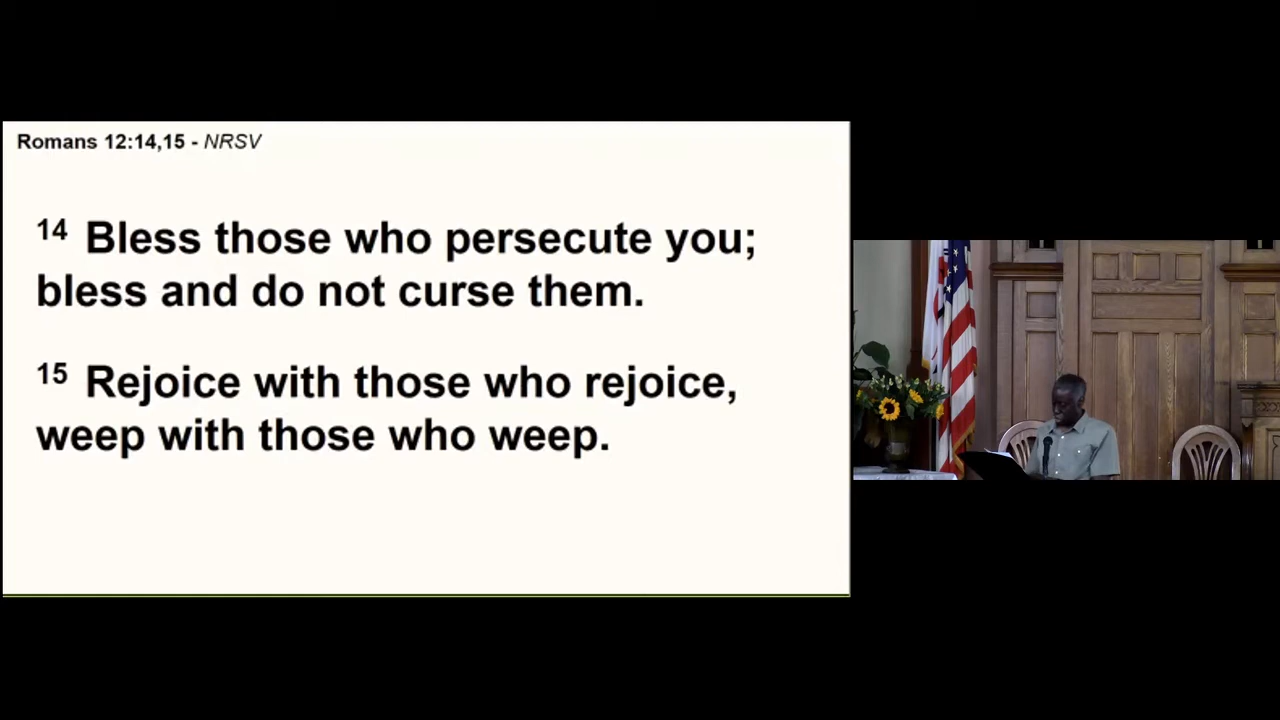 Romans 12:14,15 - NRSV
14 Bless those who persecute you;
bless and do not curse them.
15 Rejoice with those who rejoice,
weep with those who weep.